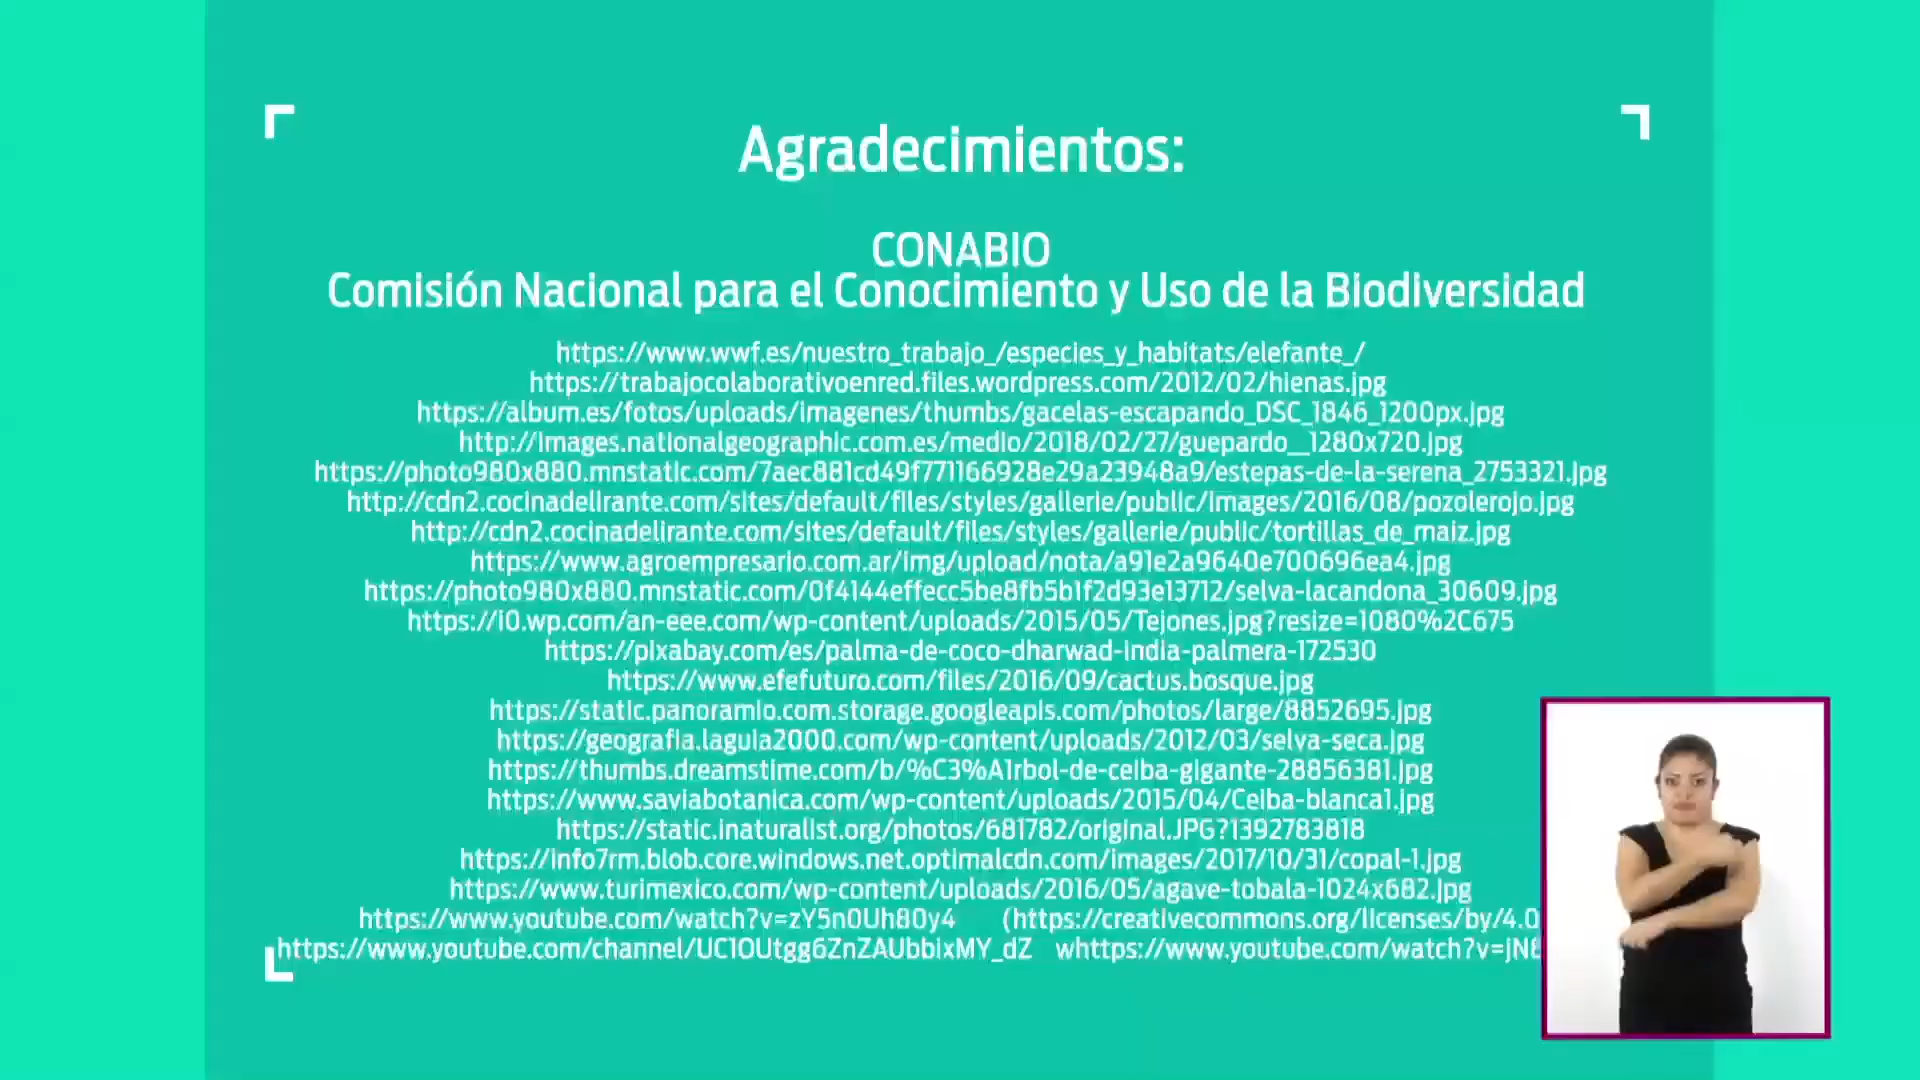 Agradecimientos:
CONABIO
Comisión Nacional para el Conocimiento y Uso de la Biodiversidad
https://www.wwf.es/nuestro_trabajo_/especies_y_habitats/elefante_/
https://trabajocolaborativoenred.files.wordpress.com/2012/02/hienas.jpg
https://album.es/fotos/uploads/imagenes/thumbs/gacelas-escapando_DSC_1846_1200px.jpg
http://images.nationalgeographic.com.es/medio/2018/02/27/guepardo__1280x720.jpg
https://photo980x880.mnstatic.com/7aec881cd49f771166928e29a23948a9/estepas-de-la-serena_2753321.jpg
http://cdn2.cocinadelirante.com/sites/default/files/styles/gallerie/public/images/2016/08/pozolerojo.jpg
http://cdn2.cocinadelirante.com/sites/default/files/styles/gallerie/public/tortillas_de_maiz.jpg
https://www.agroempresario.com.ar/img/upload/nota/a91e2a9640e700696ea4.jpg
https://photo980x880.mnstatic.com/0f4144effecc5be8fb5b1f2d93e13712/selva-lacandona_30609.jpg
https://i0.wp.com/an-eee.com/wp-content/uploads/2015/05/Tejones.jpg?resize=1080%2C675
https://pixabay.com/es/palma-de-coco-dharwad-india-palmera-172530
https://www.efefuturo.com/files/2016/09/cactus.bosque.jpg
https://static.panoramio.com.storage.googleapis.com/photos/large/8852695.jpg
https://geografia.laguia2000.com/wp-content/uploads/2012/03/selva-seca.jpg
https://thumbs.dreamstime.com/b/%C3%A1rbol-de-ceiba-gigante-28856381.jpg
https://www.saviabotanica.com/wp-content/uploads/2015/04/Ceiba-blanca1.jpg
https://static.inaturalist.org/photos/681782/original.JPG?1392783818
https://info7rm.blob.core.windows.net.optimalcdn.com/images/2017/10/31/copal-1.jpg
https://www.turimexico.com/wp-content/uploads/2016/05/agave-tobala-1024x682.jpg
https://www.youtube.com/watch?v=zY5n0Uh80y4 (https://creativecommons.org/licenses/by/4.0
https://www.youtube.com/channel/UC1OUtgg6ZnZAUbbixMY_dZ whttps://www.youtube.com/watch?v=jN